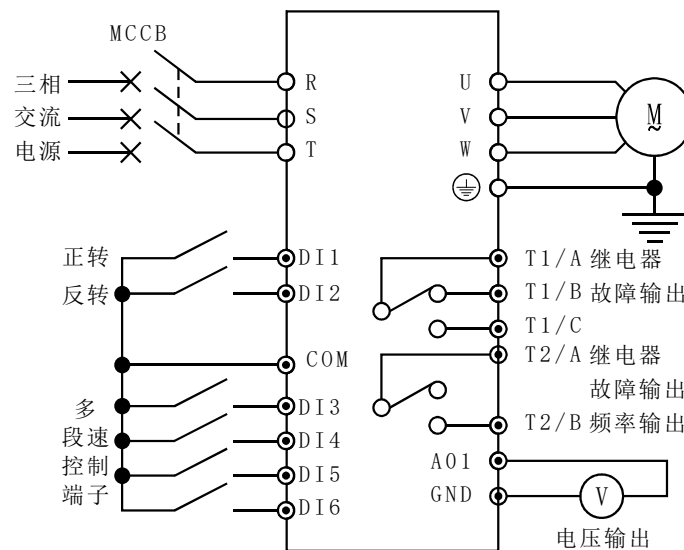 MCCB
三相
交流
电源
R
S
T
U
V
W
M
~
正转
反转
DI1
DI2
COM
多
段速
控制
端子
DI3
DI4
DI5
DI6
T1/A 继电器
T1/B 故障输出
T1/C
T2/A 继电器
故障输出
T2/B 频率输出
AO1
GND
V
电压输出